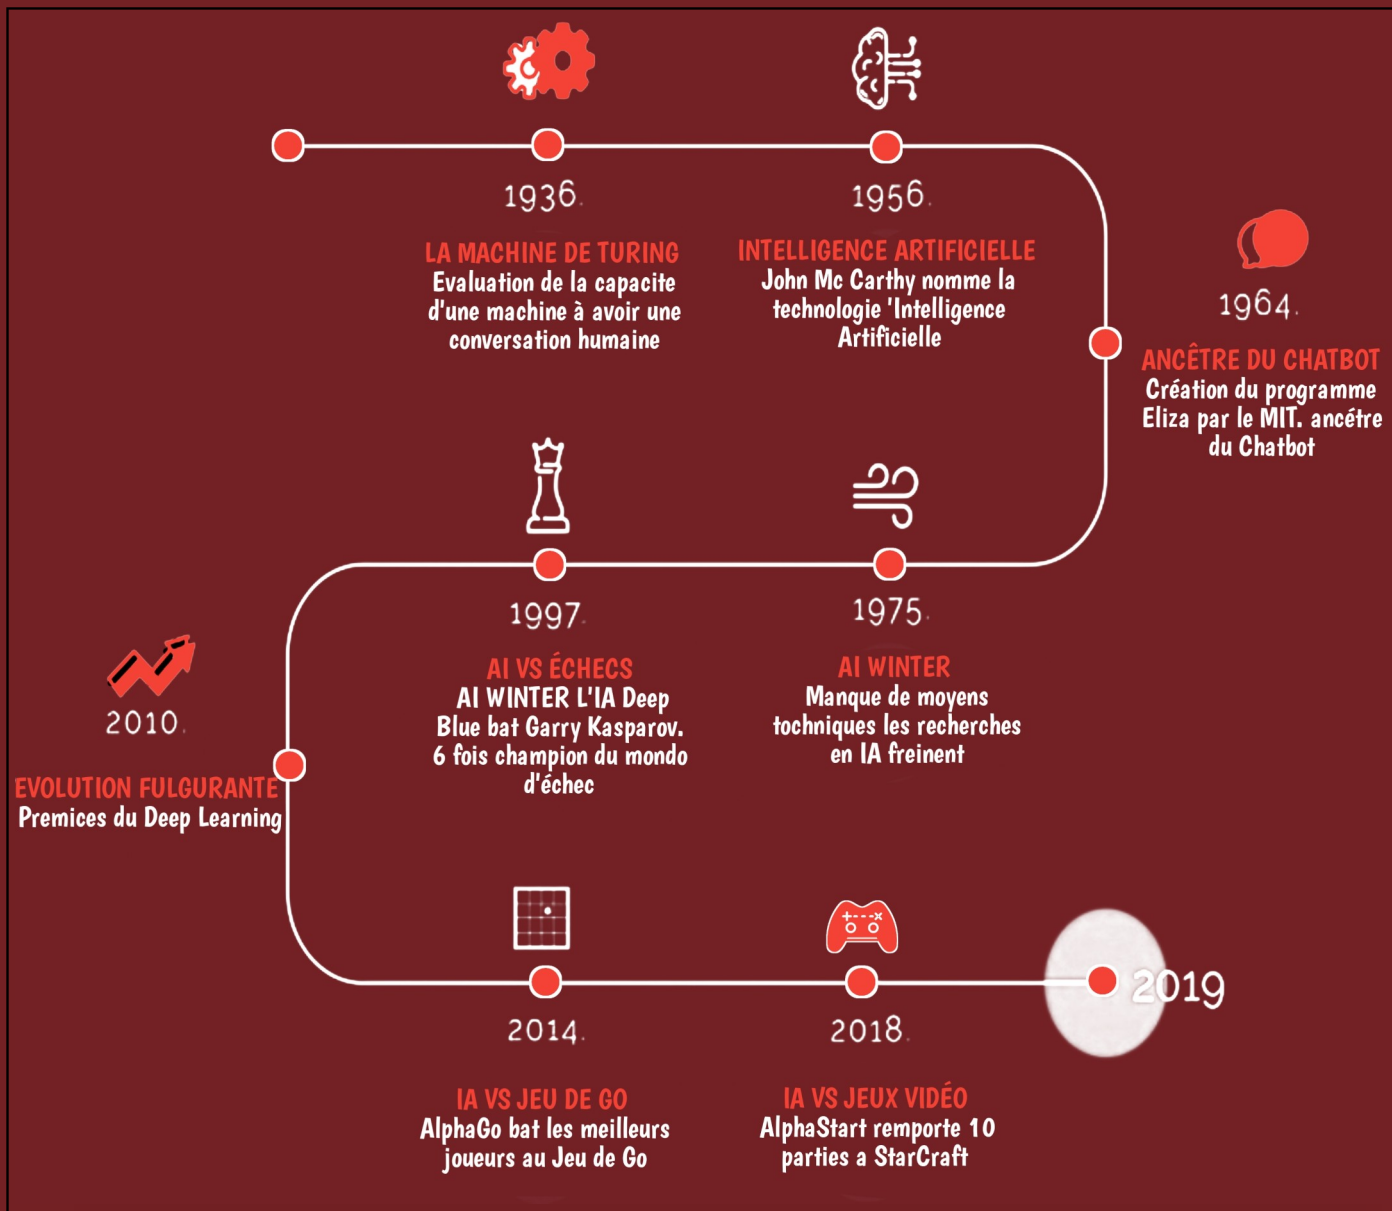 1936.
LA MACHINE DE TURING
Evaluation de la capacite
d'une machine à avoir une
conversation humaine
1956.
INTELLIGENCE ARTIFICIELLE
John Mc Carthy nomme la
technologie 'Intelligence
Artificielle
1964.
ANCÊTRE DU CHATBOT
Création du programme
Eliza par le MIT. ancétre
du Chatbot
1975.
AI WINTER
Manque de moyens
tochniques les recherches
en IA freinent
1997.
AI VS ÉCHECS
AI WINTER L'IA Deep
Blue bat Garry Kasparov.
6 fois champion du mondo
d'échec
2010.
EVOLUTION FULGURANTE
Premices du Deep Learning
2014.
IA VS JEU DE GO
AlphaGo bat les meilleurs
joueurs au Jeu de Go
2018.
IA VS JEUX VIDÉO
AlphaStart remporte 10
parties a StarCraft
2019